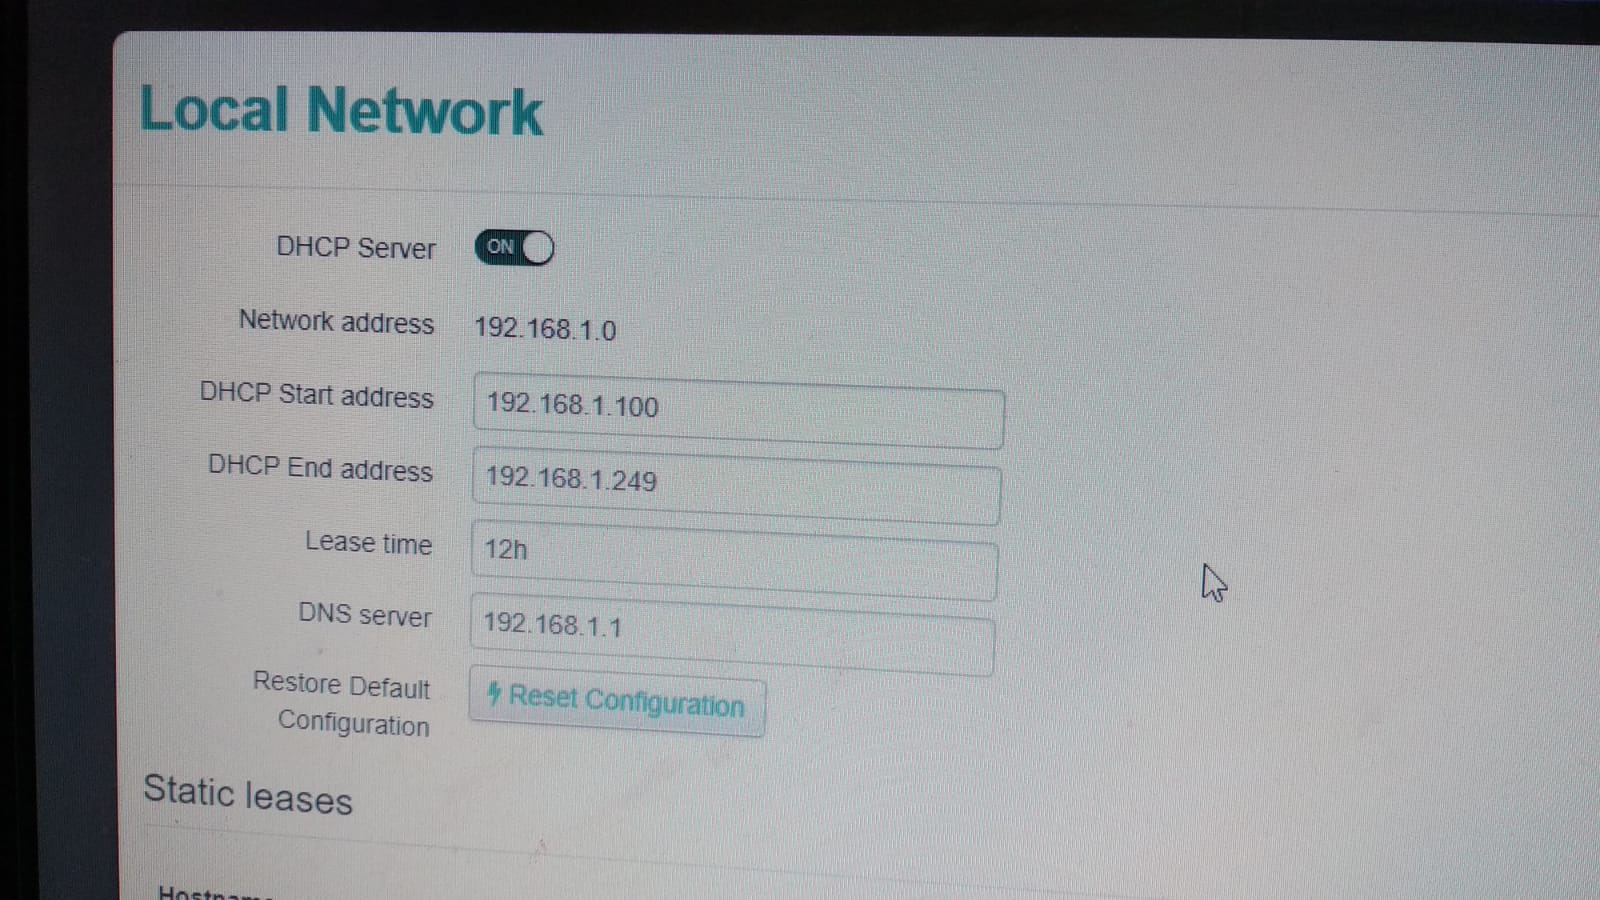 Local Network
DHCP Server ON
Network address 192.168.1.0
DHCP Start address 192.168.1.100
DHCP End address 192.168.1.249
Lease time 12h
DNS server 192.168.1.1
Restore Default
Configuration
Reset Configuration
Static leases